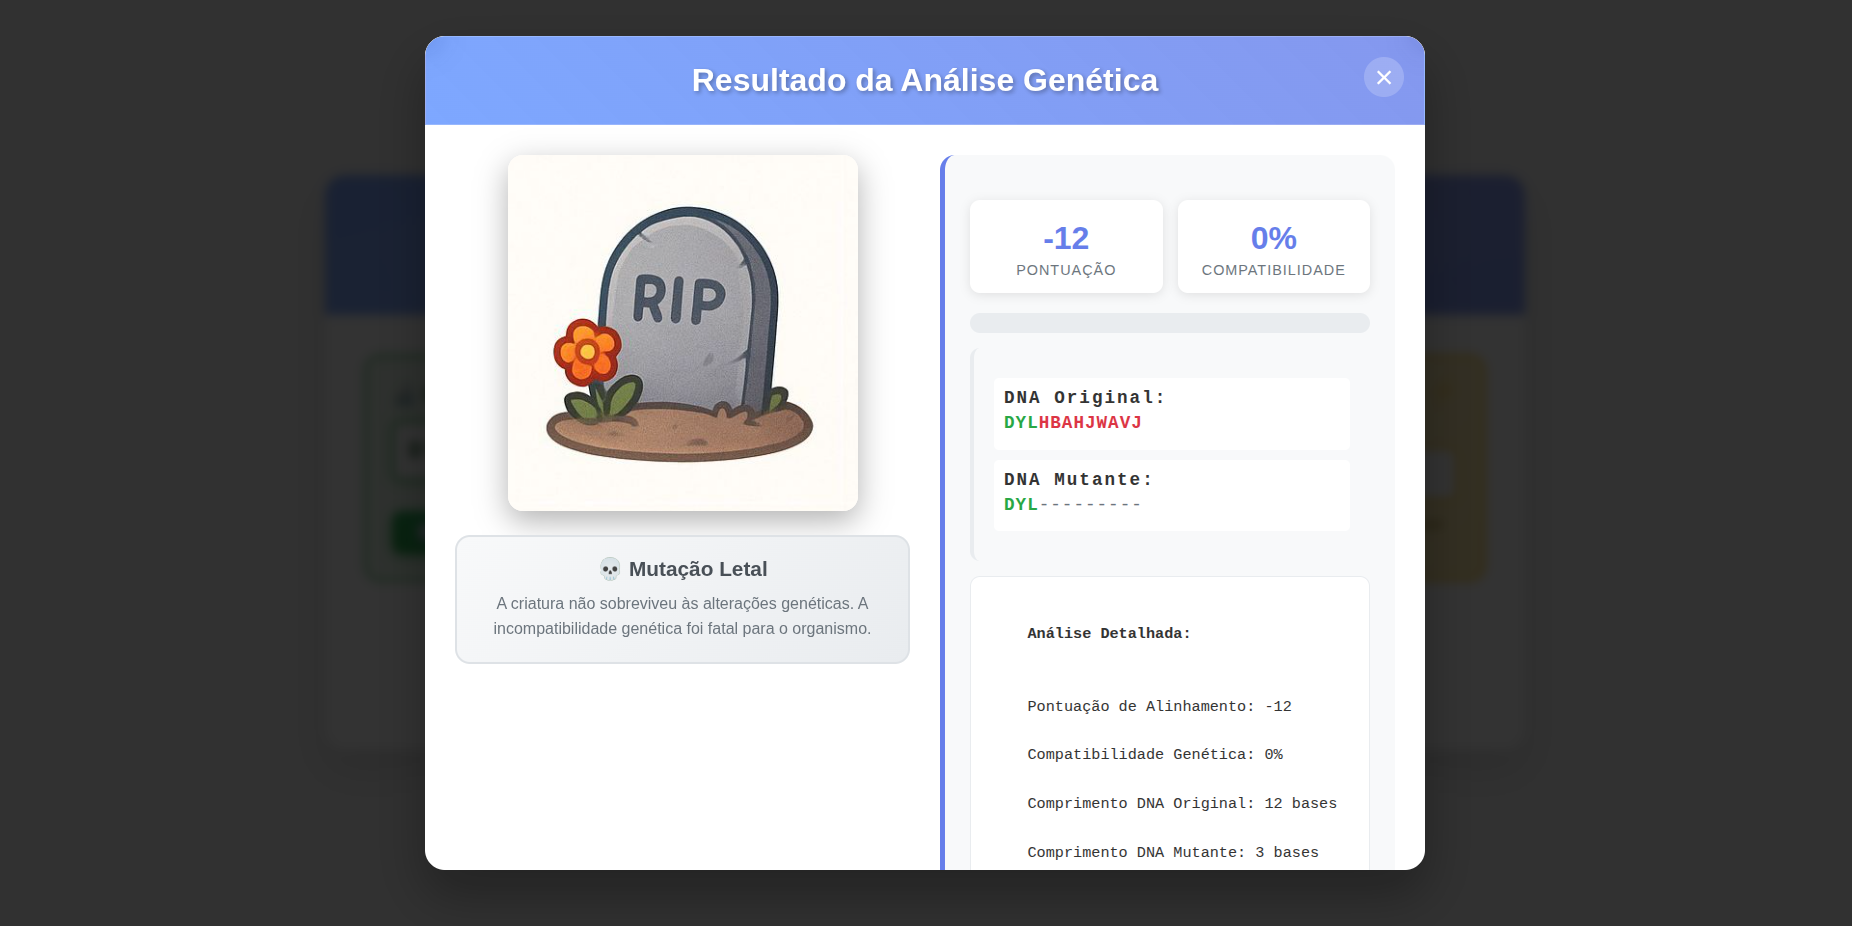 Resultado da Análise Genética
RIP
💀 Mutação Letal
A criatura não sobreviveu às alterações genéticas. A
incompatibilidade genética foi fatal para o organismo.
-12
PONTUAÇÃO
0%
COMPATIBILIDADE
DNA Original:
DYLHBAHJWAVJ
DNA Mutante:
DYL---------
Análise Detalhada:
Pontuação de Alinhamento: -12
Compatibilidade Genética: 0%
Comprimento DNA Original: 12 bases
Comprimento DNA Mutante: 3 bases